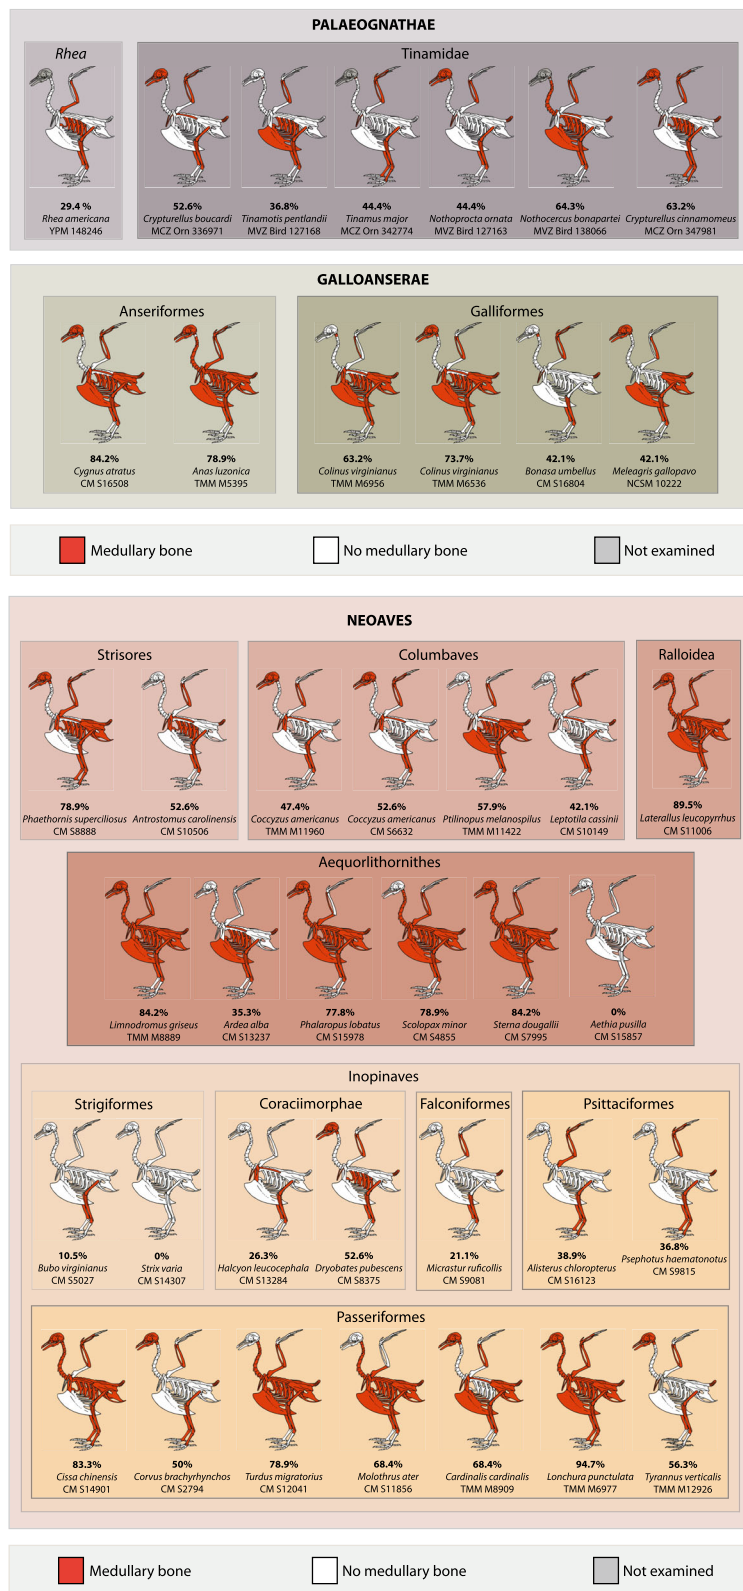 PALAEOGNATHAE
Rhea
Tinamidae
29.4 %
Rhea americana
YPM 148246
52.6%
Crypturellus boucardi
MCZ Orn 336971
36.8%
Tinamotis pentlandii
MVZ Bird 127168
44.4%
Tinamus major
MCZ Orn 342774
44.4%
Nothoprocta ornata
MVZ Bird 127163
64.3%
Nothocercus bonapartei
MVZ Bird 138066
63.2%
Crypturellus cinnamomeus
MCZ Orn 347981
GALLOANSERAE
Anseriformes
Galliformes
84.2%
Cygnus atratus
CM S16508
78.9%
Anas luzonica
TMM M5395
63.2%
Colinus virginianus
TMM M6956
73.7%
Colinus virginianus
TMM M6536
42.1%
Bonasa umbellus
CM S16804
42.1%
Meleagris gallopavo
NCSM 10222
Medullary bone
No medullary bone
Not examined
NEOAVES
Strisores
Columbaves
Ralloidea
78.9%
Phaethornis superciliosus
CM S8888
52.6%
Antrostomus carolinensis
CM S10506
47.4%
Coccyzus americanus
TMM M11960
52.6%
Coccyzus americanus
CM S6632
57.9%
Ptilinopus melanospilus
TMM M11422
42.1%
Leptotila cassinii
CM S10149
89.5%
Laterallus leucopyrrhus
CM S11006
Aequorlithornithes
84.2%
Limnodromus griseus
TMM M8889
35.3%
Ardea alba
CM S13237
77.8%
Phalaropus lobatus
CM S15978
78.9%
Scolopax minor
CM S4855
84.2%
Sterna dougallii
CM S7995
0%
Aethia pusilla
CM S15857
Inopinaves
Strigiformes
Coraciimorphae
Falconiformes
Psittaciformes
10.5%
Bubo virginianus
CM S5027
0%
Strix varia
CM S14307
26.3%
Halcyon leucocephala
CM S13284
52.6%
Dryobates pubescens
CM S8375
21.1%
Micrastur ruficollis
CM S9081
38.9%
Alisterus chloropterus
CM S16123
36.8%
Psephotus haematonotus
CM S9815
Passeriformes
83.3%
Cissa chinensis
CM S14901
50%
Corvus brachyrhynchos
CM S2794
78.9%
Turdus migratorius
CM S12041
68.4%
Molothrus ater
CM S11856
68.4%
Cardinalis cardinalis
TMM M8909
94.7%
Lonchura punctulata
TMM M6977
56.3%
Tyrannus verticalis
TMM M12926
Medullary bone
No medullary bone
Not examined